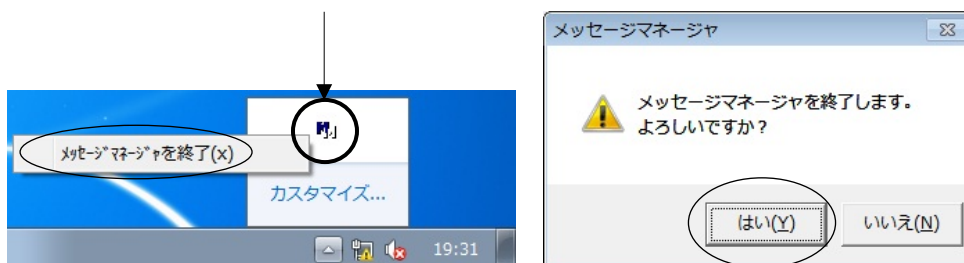 ﾒｯｾｰｼﾞﾏﾈｰｼﾞｬを終了(x)
カスタマイズ...
19:31
メッセージマネージャ
メッセージマネージャを終了します。
よろしいですか？
はい(Y)
いいえ(N)